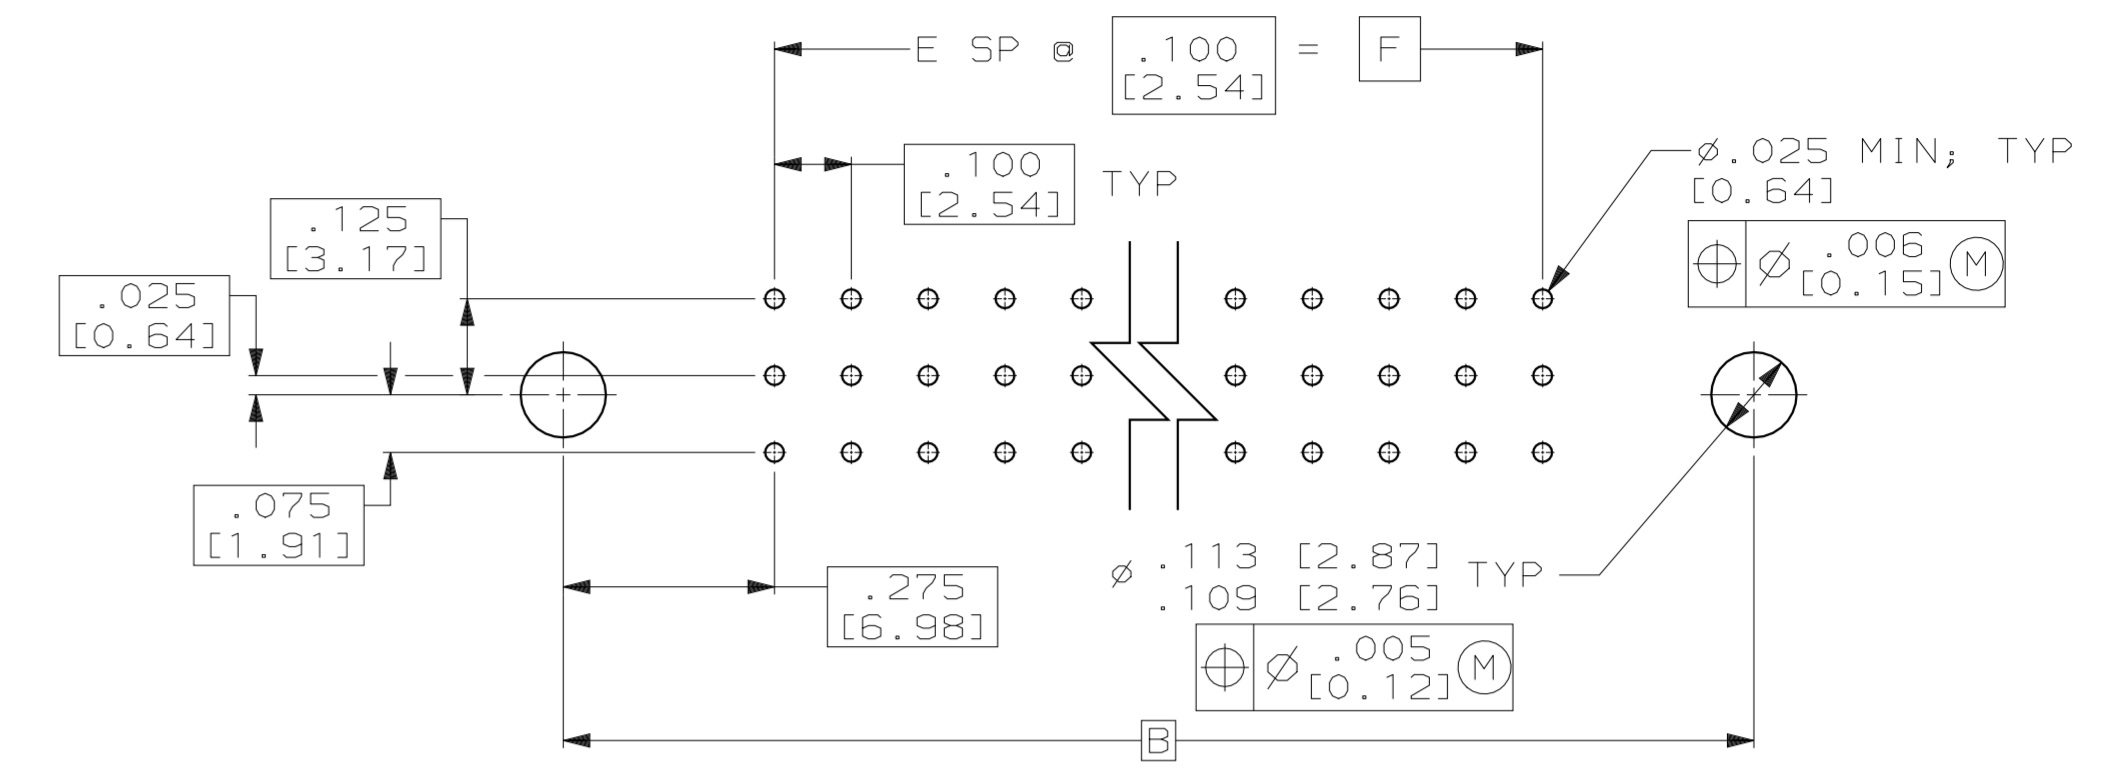 E SP @ .100 = F
[2.54]
.100 TYP
[2.54]
⌀.025 MIN; TYP
[0.64]
⌖ ⌀ .006 Ⓜ
[0.15]
.125
[3.17]
.025
[0.64]
.075
[1.91]
.275
[6.98]
⌀ .113 [2.87] TYP
.109 [2.76]
⌖ ⌀ .005 Ⓜ
[0.12]
B